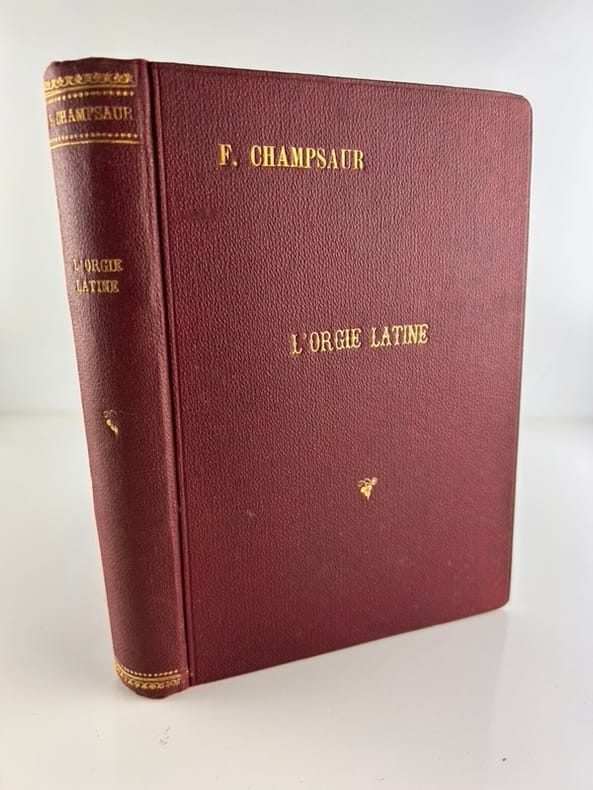 F. CHAMPSAUR
L'ORGIE LATINE
F. CHAMPSAUR
L'ORGIE
LATINE